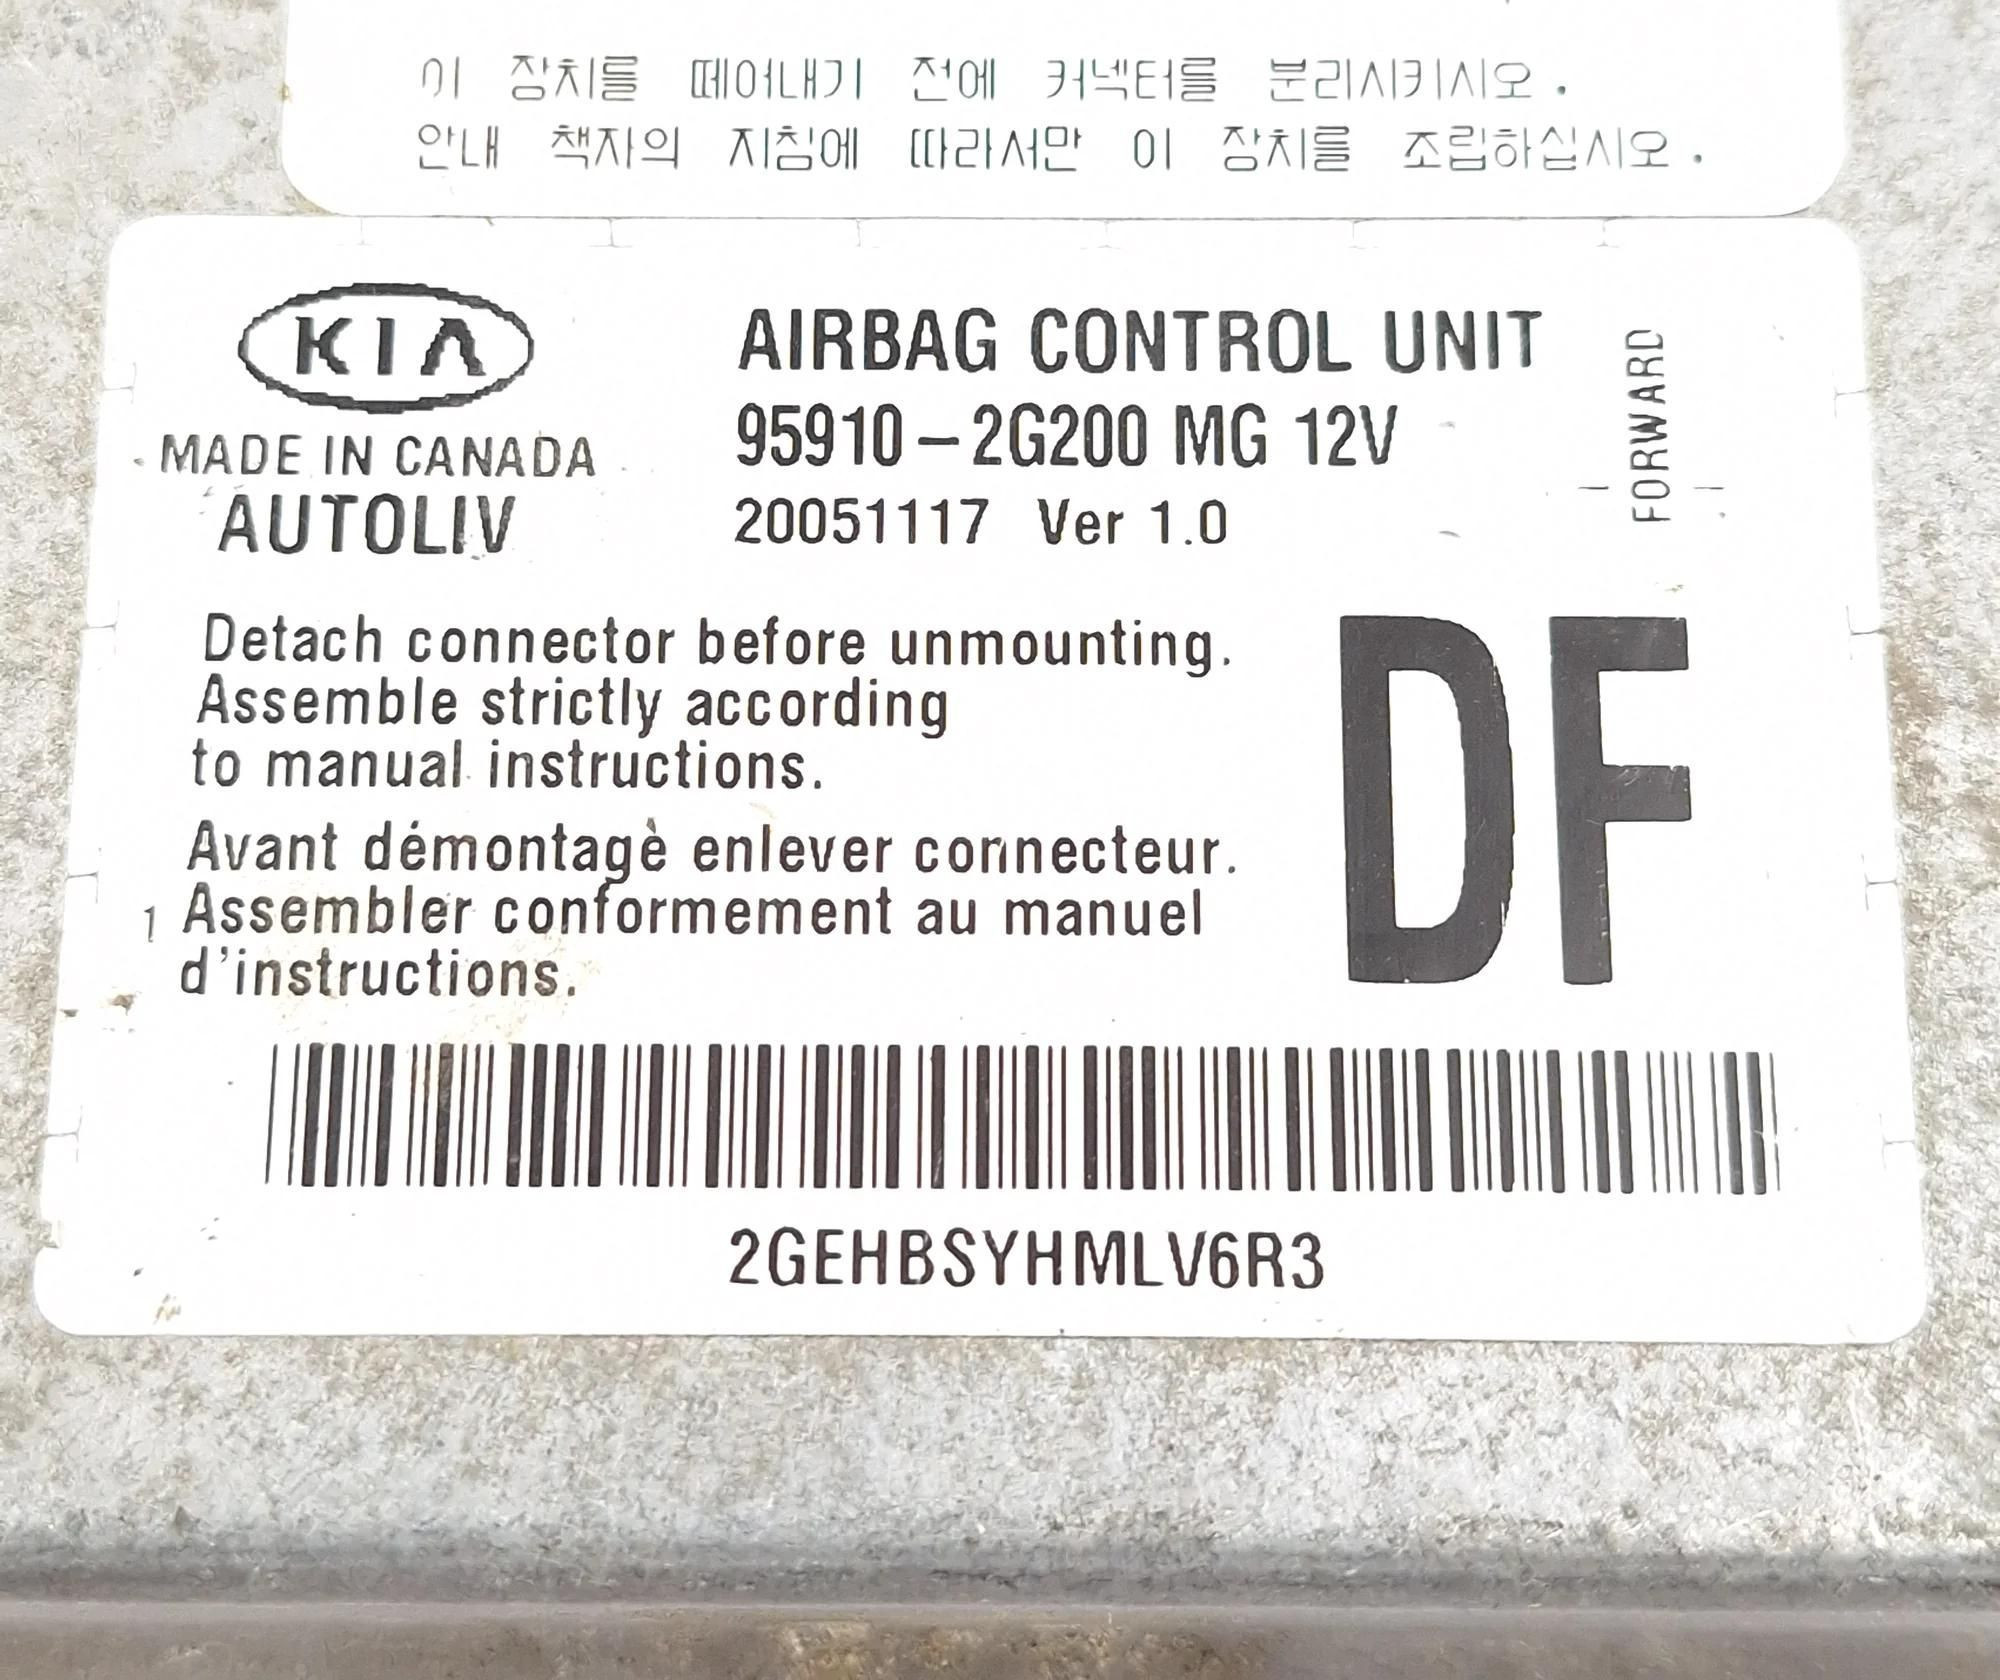 이 장치를 떼어내기 전에 커넥터를 분리시키시오.
안내 책자의 지침에 따라서만 이 장치를 조립하십시오.
KIA
MADE IN CANADA
AUTOLIV
AIRBAG CONTROL UNIT
95910-2G200 MG 12V
20051117 Ver 1.0
FORWARD
Detach connector before unmounting.
Assemble strictly according
to manual instructions.
Avant démontagè enlever connecteur.
Assembler conformement au manuel
d'instructions.
DF
2GEHBSYHMLV6R3